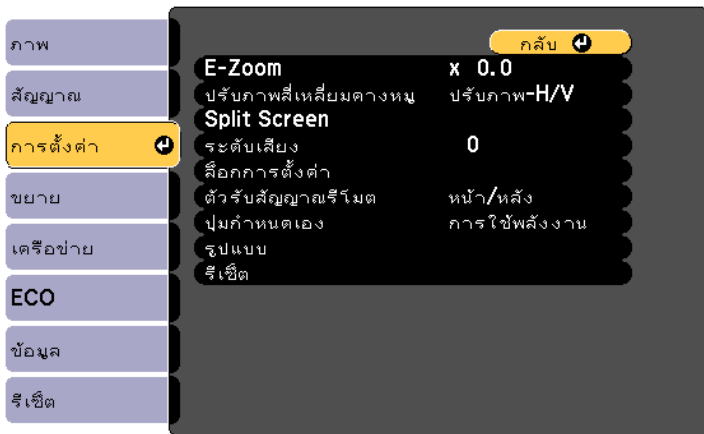 ภาพ
สัญญาณ
การตั้งค่า
ขยาย
เครือข่าย
ECO
ข้อมูล
รีเซ็ต
กลับ
E-Zoom x 0.0
ปรับภาพสี่เหลี่ยมคางหมู ปรับภาพ-H/V
Split Screen
ระดับเสียง 0
ล็อกการตั้งค่า
ตัวรับสัญญาณรีโมต หน้า/หลัง
ปุ่มกำหนดเอง การใช้พลังงาน
รูปแบบ
รีเซ็ต